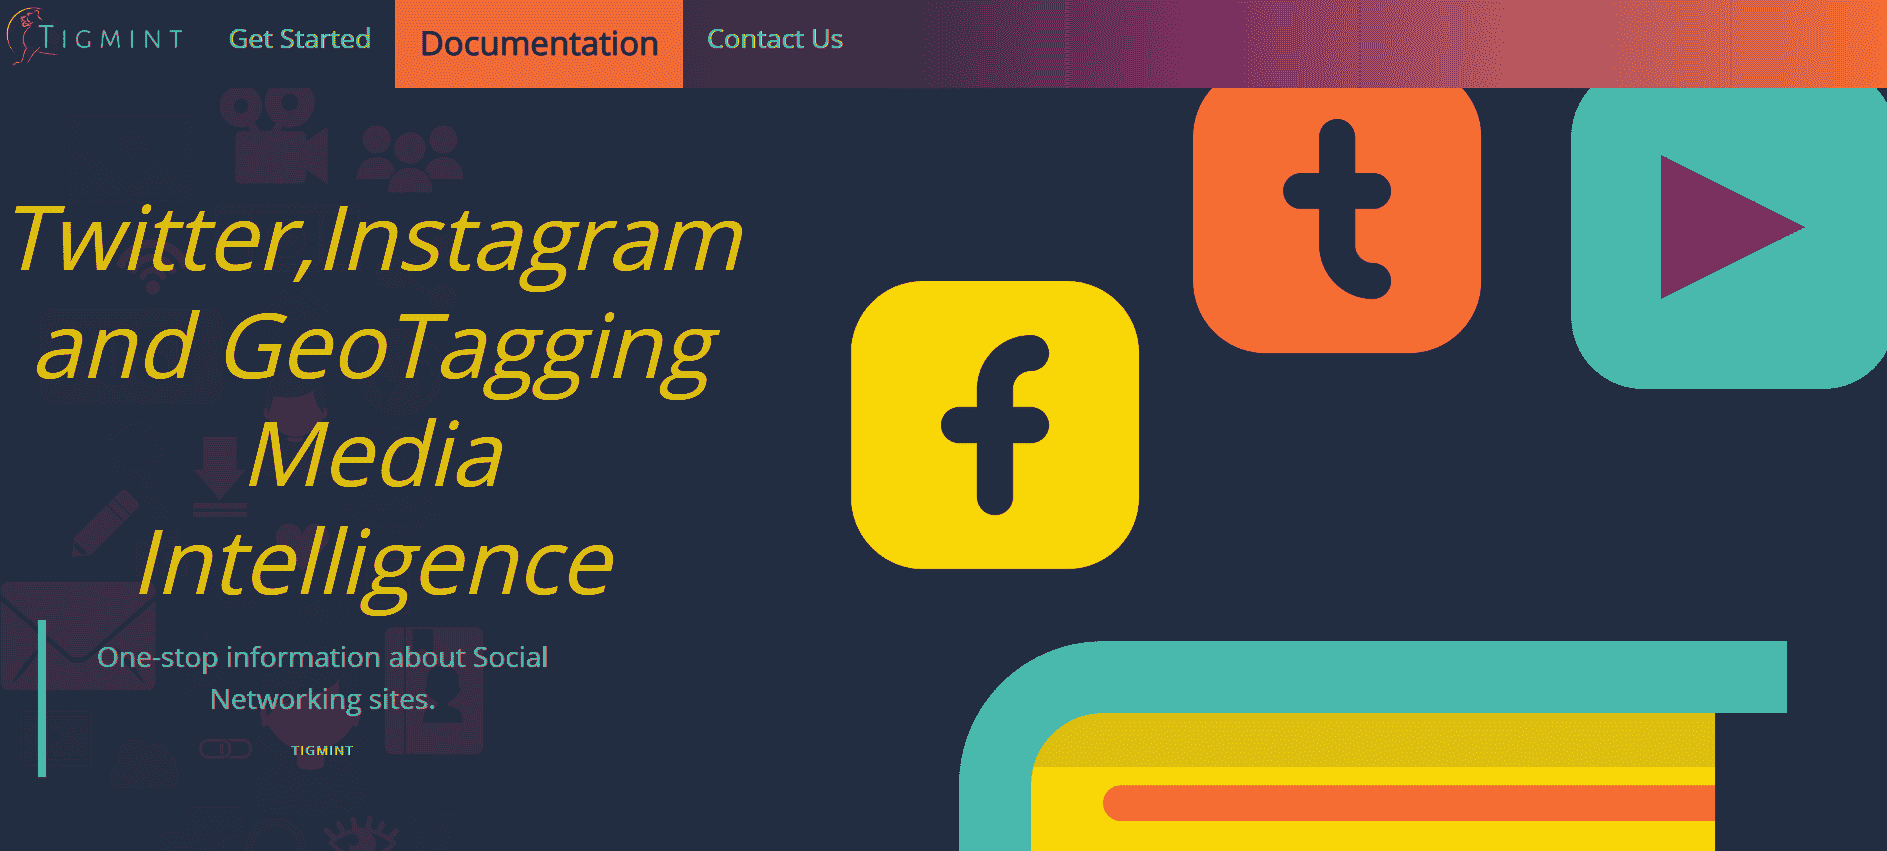 TIGMINT
Get Started
Documentation
Contact Us
Twitter,Instagram
and GeoTagging
Media
Intelligence
One-stop information about Social
Networking sites.
TIGMINT
f
t